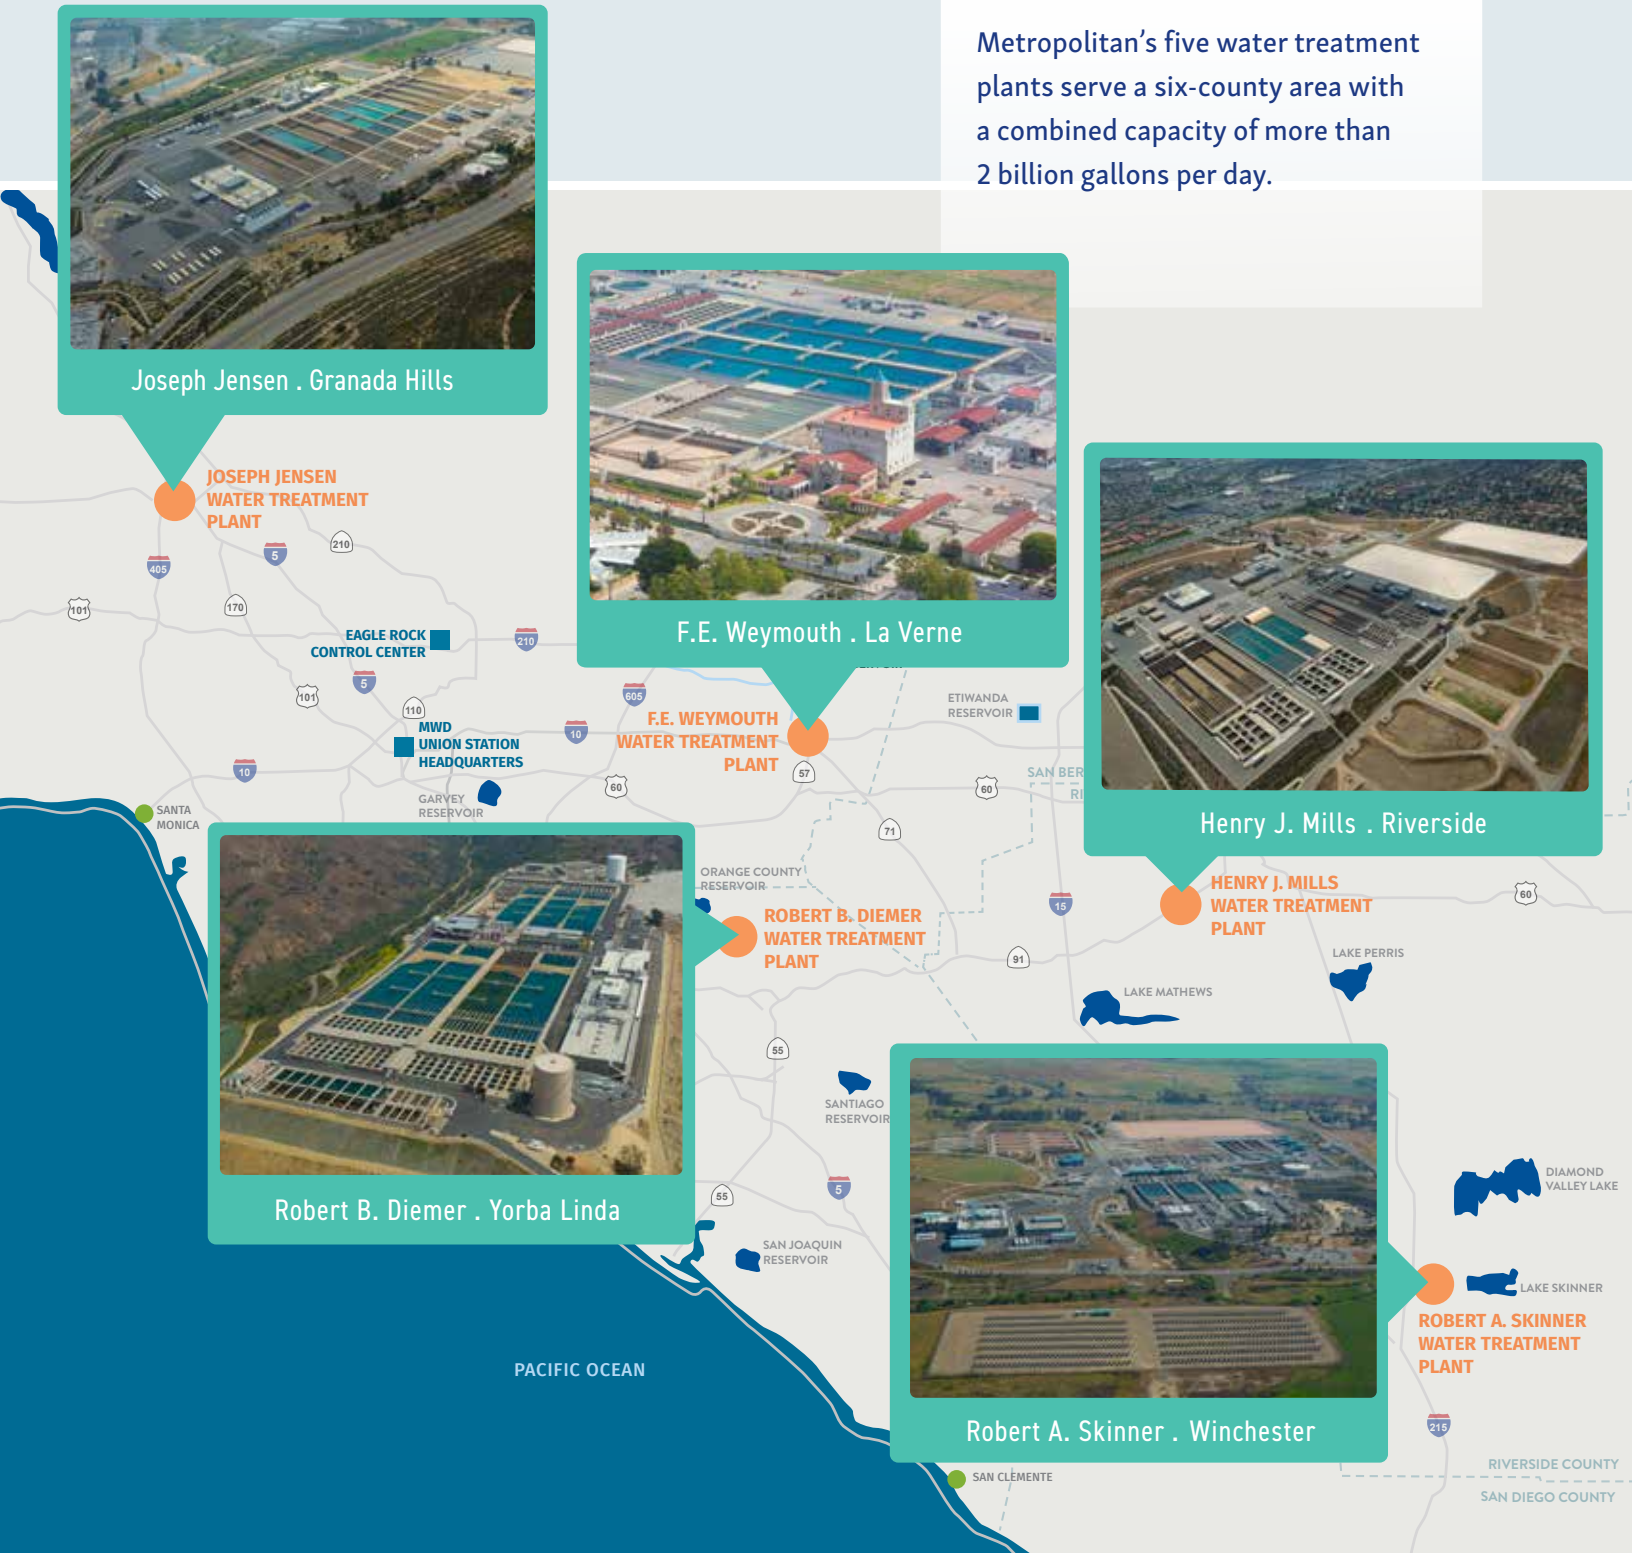 Metropolitan's five water treatment
plants serve a six-county area with
a combined capacity of more than
2 billion gallons per day.
Joseph Jensen . Granada Hills
JOSEPH JENSEN
WATER TREATMENT
PLANT
210
5
405
101
170
EAGLE ROCK
CONTROL CENTER
210
F.E. Weymouth . La Verne
5
101
110
605
ETIWANDA
RESERVOIR
F.E. WEYMOUTH
WATER TREATMENT
PLANT
MWD
UNION STATION
HEADQUARTERS
10
10
57
60
60
SAN BER
RI
GARVEY
RESERVOIR
SANTA
MONICA
71
Henry J. Mills . Riverside
ORANGE COUNTY
RESERVOIR
HENRY J. MILLS
WATER TREATMENT
PLANT
60
15
ROBERT B. DIEMER
WATER TREATMENT
PLANT
91
LAKE PERRIS
LAKE MATHEWS
55
SANTIAGO
RESERVOIR
Robert B. Diemer . Yorba Linda
55
5
DIAMOND
VALLEY LAKE
SAN JOAQUIN
RESERVOIR
LAKE SKINNER
ROBERT A. SKINNER
WATER TREATMENT
PLANT
PACIFIC OCEAN
Robert A. Skinner . Winchester
215
RIVERSIDE COUNTY
SAN CLEMENTE
SAN DIEGO COUNTY